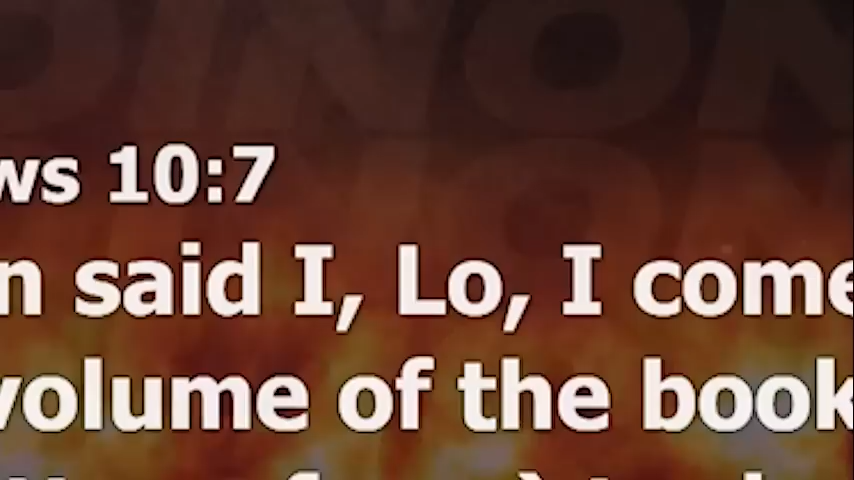 ws 10:7
n said I, Lo, I come
volume of the book